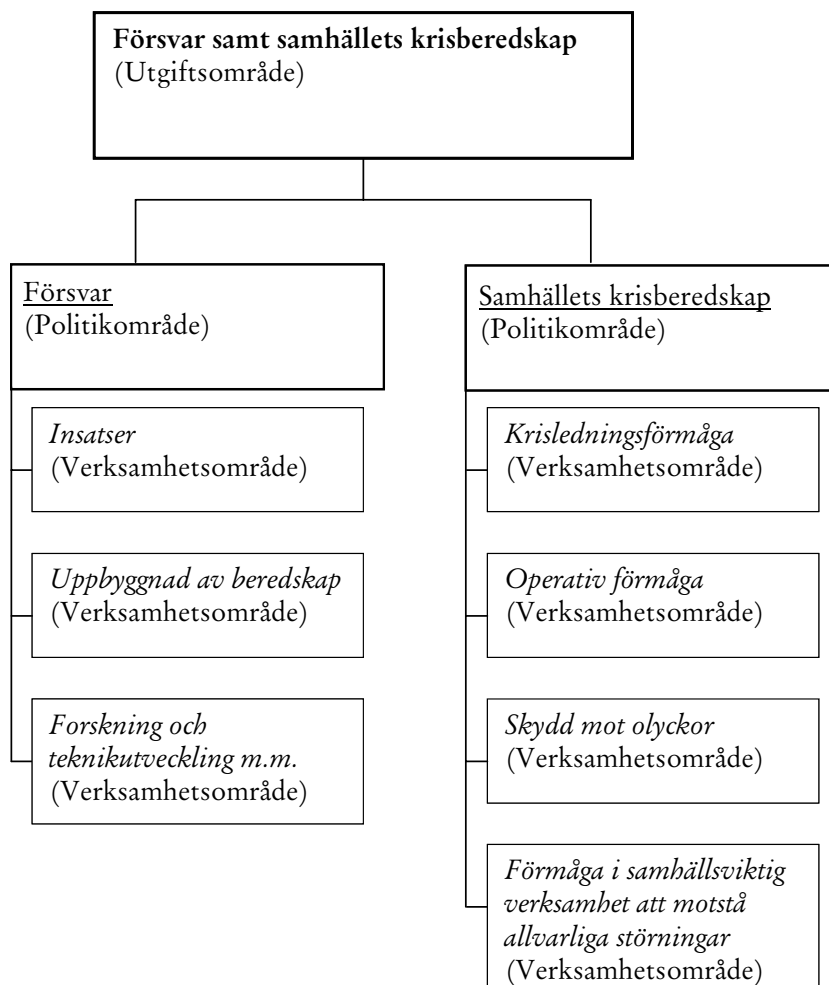 Försvar samt samhällets krisberedskap
(Utgiftsområde)
Försvar
(Politikområde)
Insatser
(Verksamhetsområde)
Uppbyggnad av beredskap
(Verksamhetsområde)
Forskning och
teknikutveckling m.m.
(Verksamhetsområde)
Samhällets krisberedskap
(Politikområde)
Krisledningsförmåga
(Verksamhetsområde)
Operativ förmåga
(Verksamhetsområde)
Skydd mot olyckor
(Verksamhetsområde)
Förmåga i samhällsviktig
verksamhet att motstå
allvarliga störningar
(Verksamhetsområde)